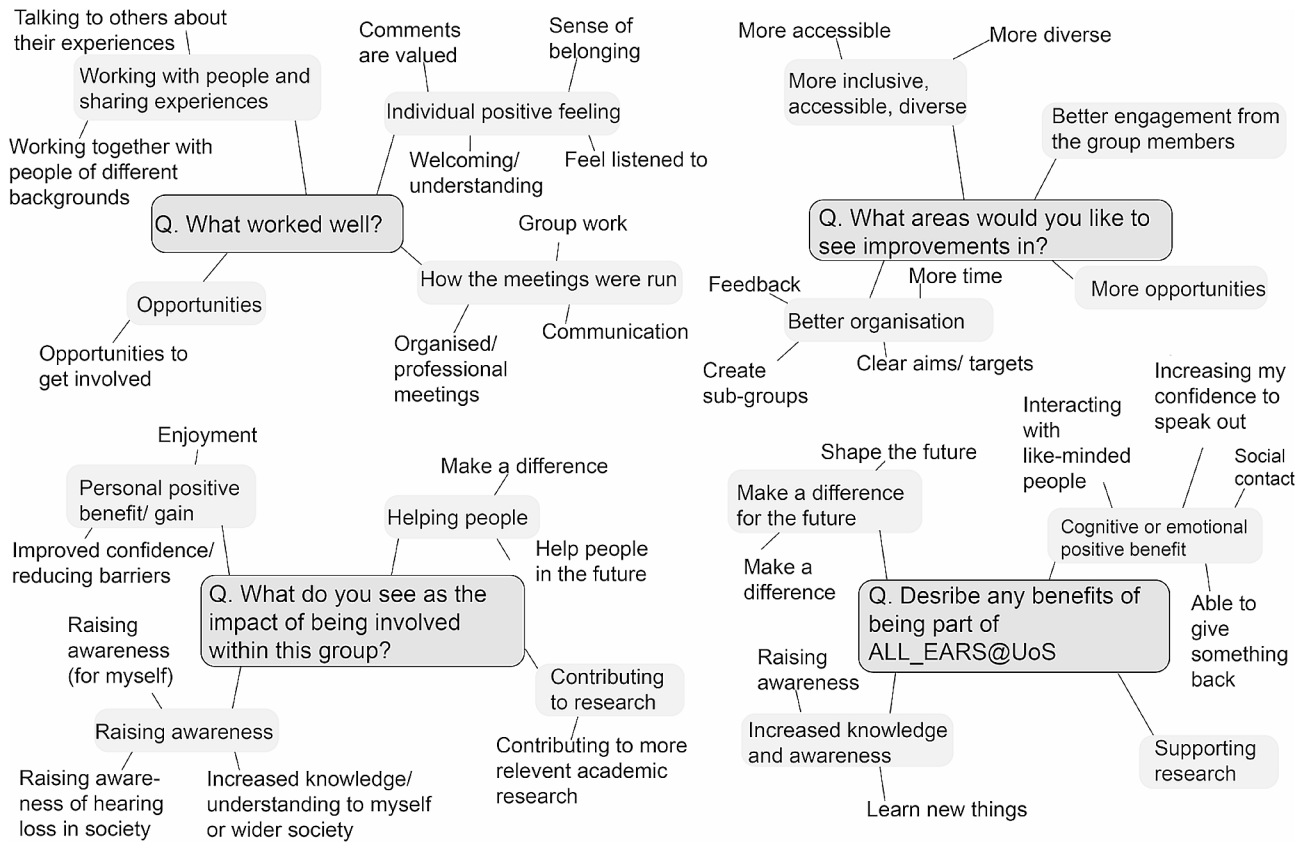 Talking to others about
their experiences
Working with people and
sharing experiences
Working together with
people of different
backgrounds
Comments
are valued
Sense of
belonging
Individual positive feeling
Welcoming/
understanding
Feel listened to
Q. What worked well?
Group work
How the meetings were run
Communication
Organised/
professional
meetings
Opportunities
Opportunities to
get involved
More accessible
More diverse
More inclusive,
accessible, diverse
Better engagement from
the group members
Q. What areas would you like to
see improvements in?
Feedback
More time
Better organisation
More opportunities
Create
sub-groups
Clear aims/ targets
Enjoyment
Personal positive
benefit/ gain
Improved confidence/
reducing barriers
Make a difference
Helping people
Help people
in the future
Q. What do you see as the
impact of being involved
within this group?
Raising
awareness
(for myself)
Raising awareness
Raising aware-
ness of hearing
loss in society
Increased knowledge/
understanding to myself
or wider society
Contributing
to research
Contributing to more
relevent academic
research
Shape the future
Make a difference
for the future
Make a
difference
Interacting
with
like-minded
people
Increasing my
confidence to
speak out
Social
contact
Cognitive or emotional
positive benefit
Able to
give
something
back
Q. Desribe any benefits of
being part of
ALL_EARS@UoS
Raising
awareness
Increased knowledge
and awareness
Learn new things
Supporting
research